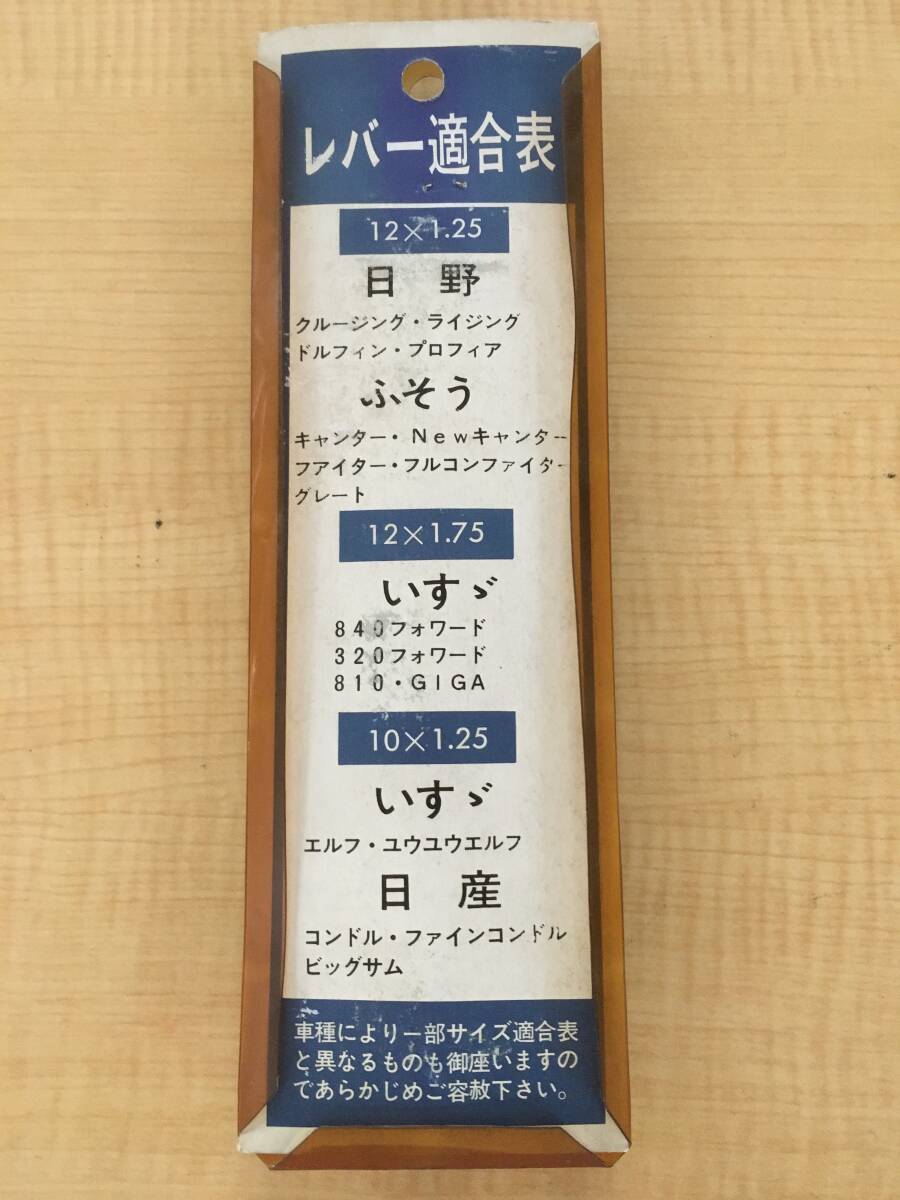 レバー適合表
12×1.25
日野
クルージング・ライジング
ドルフィン・プロフィア
ふそう
キャンター・Newキャンター
フアイター・フルコンファイター
グレート
12×1.75
いすゞ
840フォワード
320フォワード
810・GIGA
10×1.25
いすゞ
エルフ・ユウユウエルフ
日産
コンドル・ファインコンドル
ビッグサム
車種により一部サイズ適合表
と異なるものも御座いますの
であらかじめご容赦下さい。